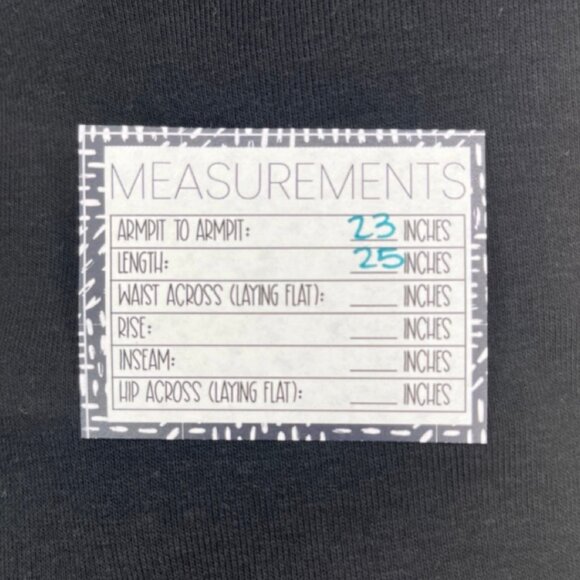 MEASUREMENTS
ARMPIT TO ARMPIT: 23 INCHES
LENGTH: 25 INCHES
WAIST ACROSS (LAYING FLAT): ____ INCHES
RISE: ____ INCHES
INSEAM: ____ INCHES
HIP ACROSS (LAYING FLAT): ____ INCHES